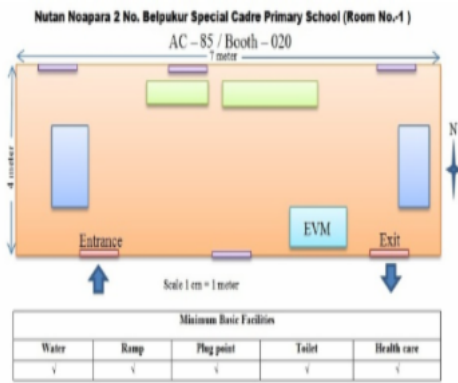 Nutan Noapara 2 No. Belpukur Special Cadre Primary School (Room No.-1 )
AC – 85 / Booth – 020
7 meter
4 meter
N
EVM
Entrance
Exit
Scale 1 cm = 1 meter
Minimum Basic Facilities
Water Ramp Plug point Toilet Health care
√ √ √ √ √